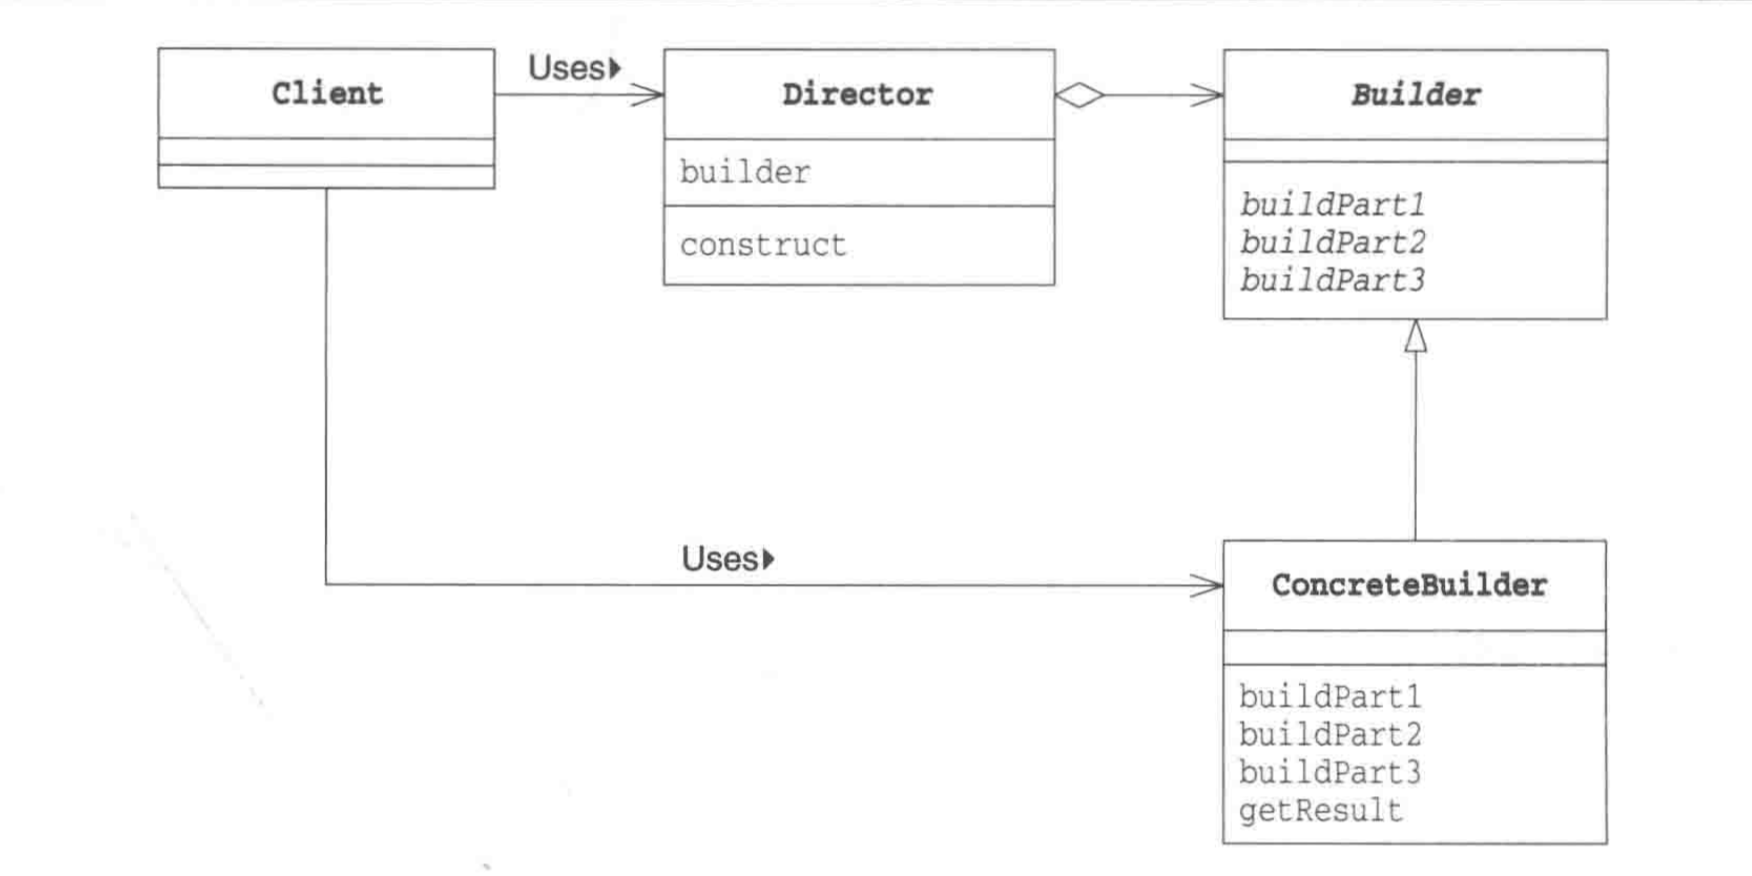 Client
Uses▶
Director
builder
construct
Builder
buildPart1
buildPart2
buildPart3
Uses▶
ConcreteBuilder
buildPart1
buildPart2
buildPart3
getResult